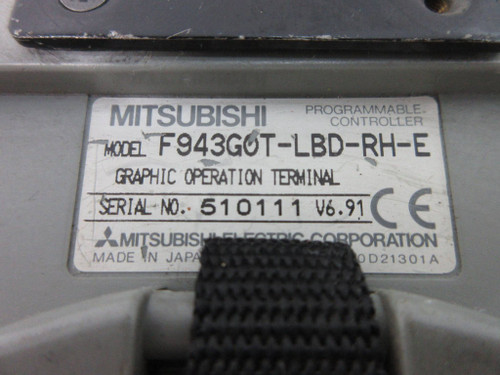 MITSUBISHI PROGRAMMABLE CONTROLLER
MODEL F943GOT-LBD-RH-E
GRAPHIC OPERATION TERMINAL
SERIAL NO. 510111 V6.91 CE
MITSUBISHI ELECTRIC CORPORATION
MADE IN JAPAN 0D21301A